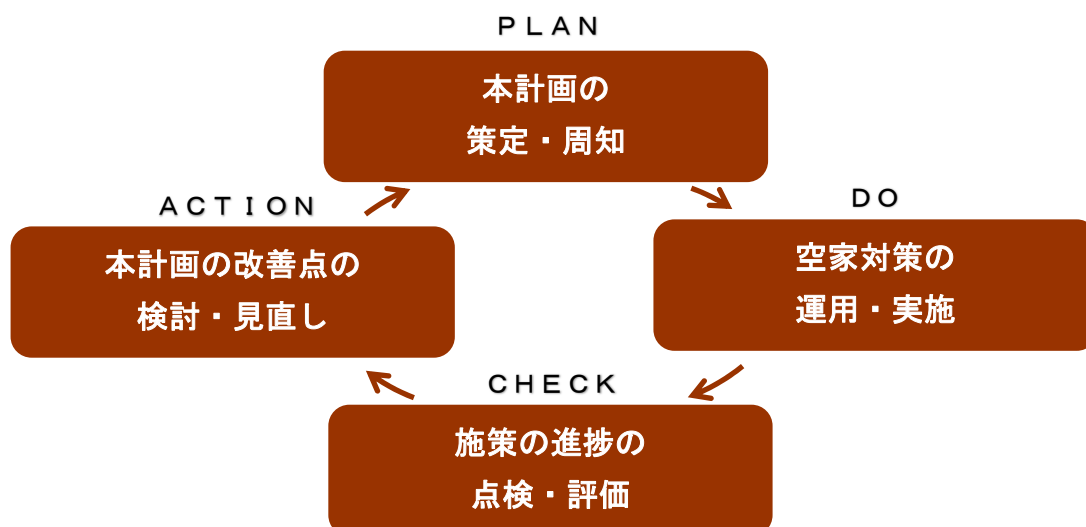 ＰＬＡＮ
本計画の
策定・周知
ＤＯ
空家対策の
運用・実施
ＣＨＥＣＫ
施策の進捗の
点検・評価
ＡＣＴＩＯＮ
本計画の改善点の
検討・見直し